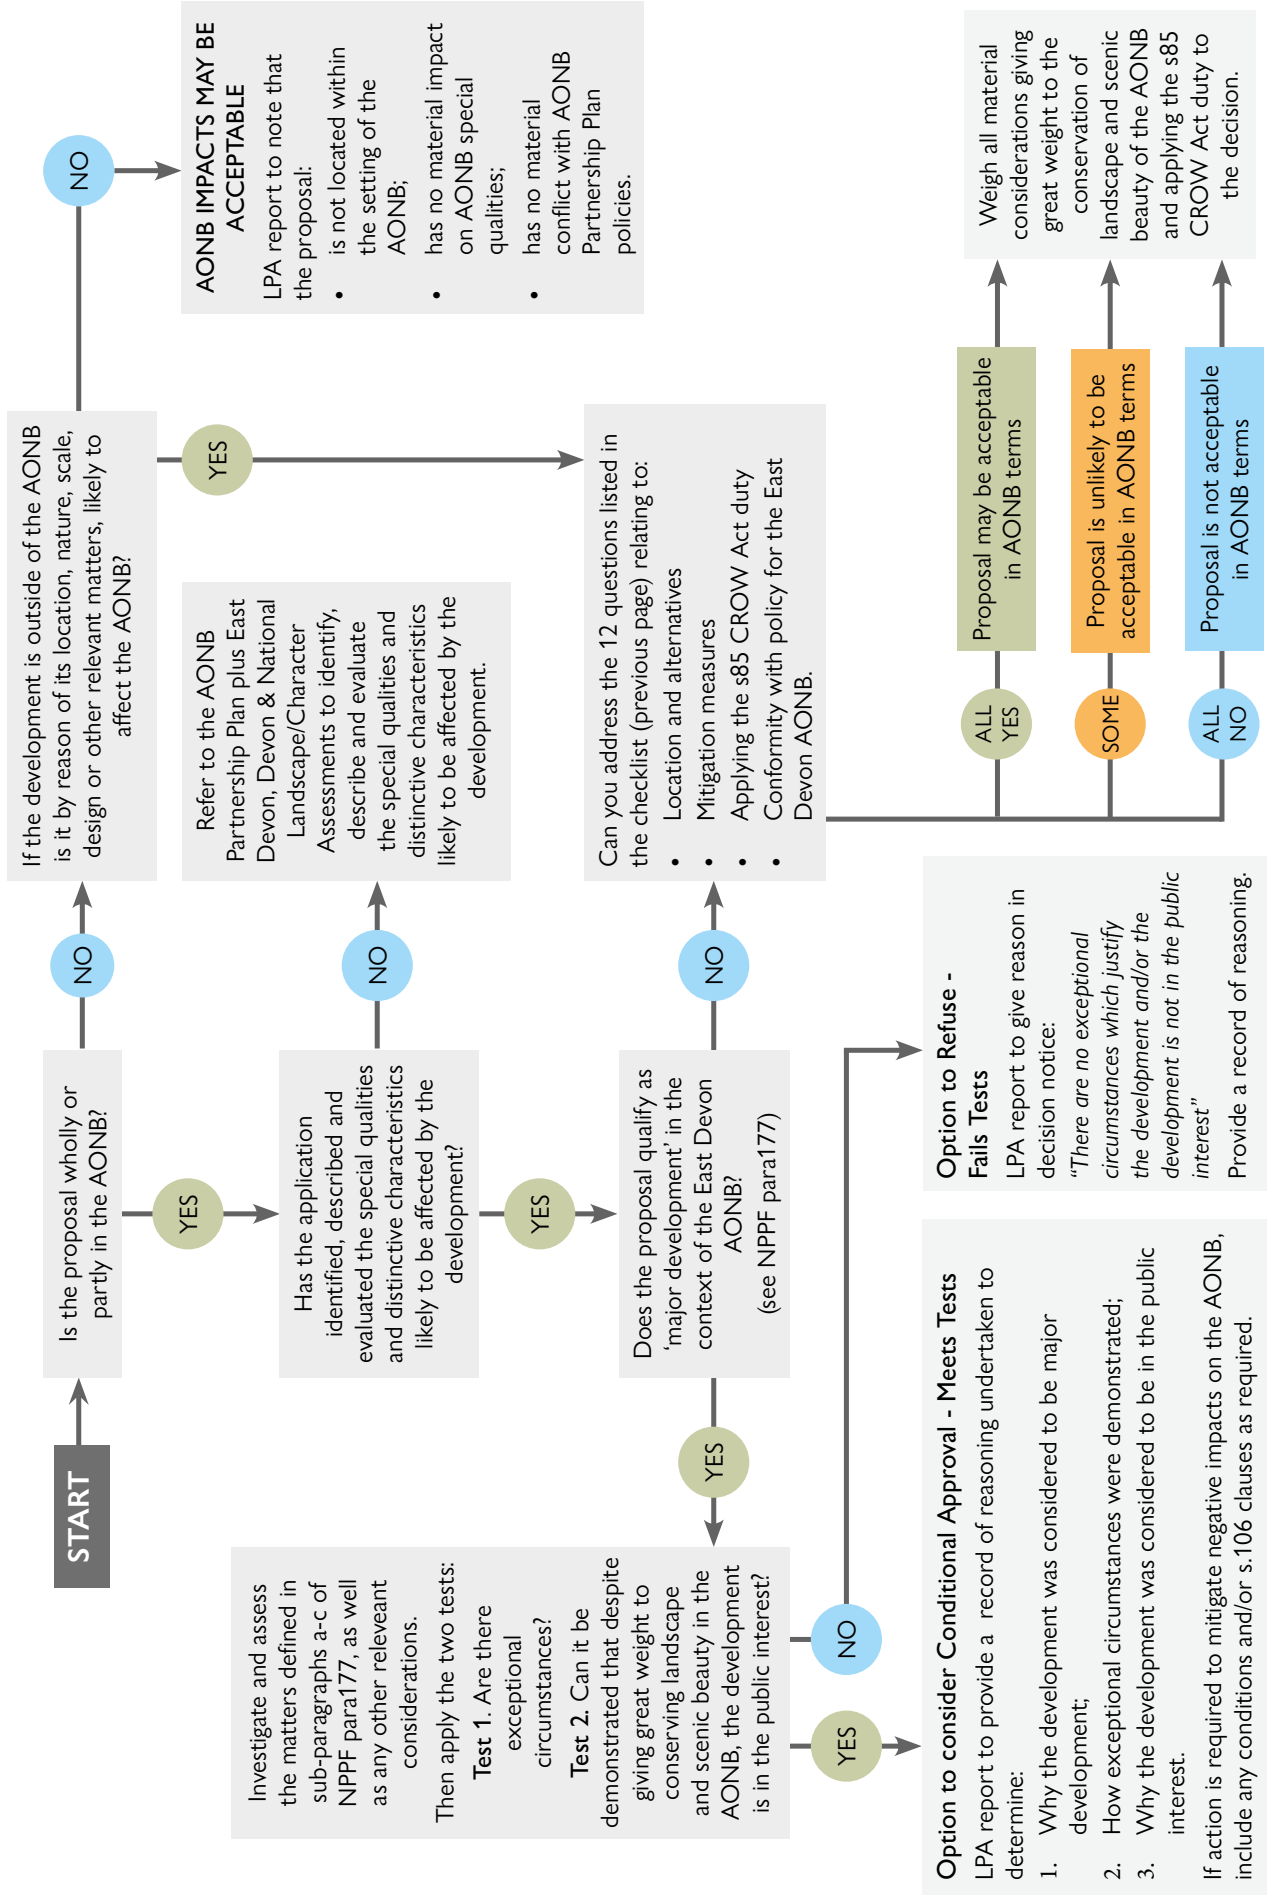 START
Is the proposal wholly or
partly in the AONB?
NO
If the development is outside of the AONB
is it by reason of its location, nature, scale,
design or other relevant matters, likely to
affect the AONB?
NO
AONB IMPACTS MAY BE
ACCEPTABLE
LPA report to note that
the proposal:
• is not located within
the setting of the
AONB;
• has no material impact
on AONB special
qualities;
• has no material
conflict with AONB
Partnership Plan
policies.
YES
YES
Has the application
identified, described and
evaluated the special qualities
and distinctive characteristics
likely to be affected by the
development?
NO
Refer to the AONB
Partnership Plan plus East
Devon, Devon & National
Landscape/Character
Assessments to identify,
describe and evaluate
the special qualities and
distinctive characteristics
likely to be affected by the
development.
YES
Does the proposal qualify as
‘major development’ in the
context of the East Devon
AONB?
(see NPPF para177)
NO
Can you address the 12 questions listed in
the checklist (previous page) relating to:
• Location and alternatives
• Mitigation measures
• Applying the s85 CROW Act duty
• Conformity with policy for the East
Devon AONB.
YES
Investigate and assess
the matters defined in
sub-paragraphs a-c of
NPPF para177, as well
as any other releveant
considerations.
Then apply the two tests:
Test 1. Are there
exceptional
circumstances?
Test 2. Can it be
demonstrated that despite
giving great weight to
conserving landscape
and scenic beauty in the
AONB, the development
is in the public interest?
YES
NO
Option to consider Conditional Approval - Meets Tests
LPA report to provide a record of reasoning undertaken to
determine:
1. Why the development was considered to be major
development;
2. How exceptional circumstances were demonstrated;
3. Why the development was considered to be in the public
interest.
If action is required to mitigate negative impacts on the AONB,
include any conditions and/or s.106 clauses as required.
Option to Refuse -
Fails Tests
LPA report to give reason in
decision notice:
“There are no exceptional
circumstances which justify
the development and/or the
development is not in the public
interest”
Provide a record of reasoning.
ALL
YES
Proposal may be acceptable
in AONB terms
SOME
Proposal is unlikely to be
acceptable in AONB terms
ALL
NO
Proposal is not acceptable
in AONB terms
Weigh all material
considerations giving
great weight to the
conservation of
landscape and scenic
beauty of the AONB
and applying the s85
CROW Act duty to
the decision.